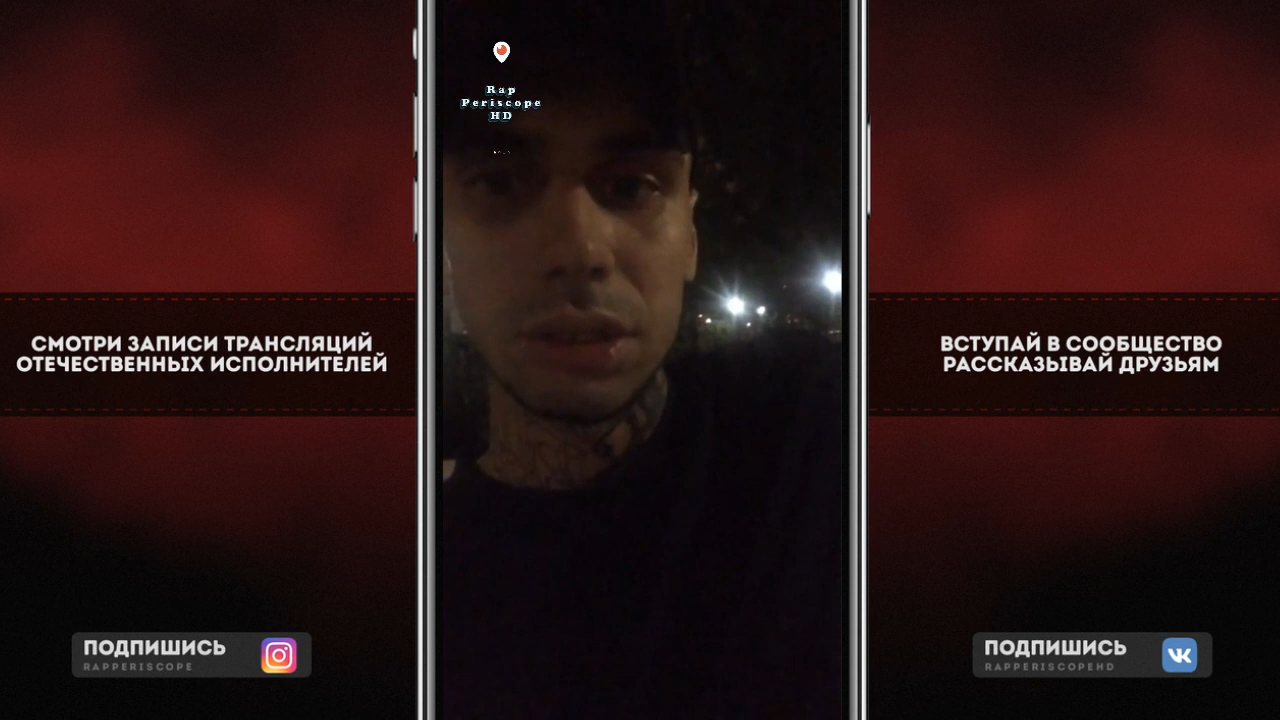 Rap
Periscope
HD
СМОТРИ ЗАПИСИ ТРАНСЛЯЦИЙ
ОТЕЧЕСТВЕННЫХ ИСПОЛНИТЕЛЕЙ
ВСТУПАЙ В СООБЩЕСТВО
РАССКАЗЫВАЙ ДРУЗЬЯМ
ПОДПИШИСЬ
RAPPERISCOPE
ПОДПИШИСЬ
RAPPERISCOPEHD